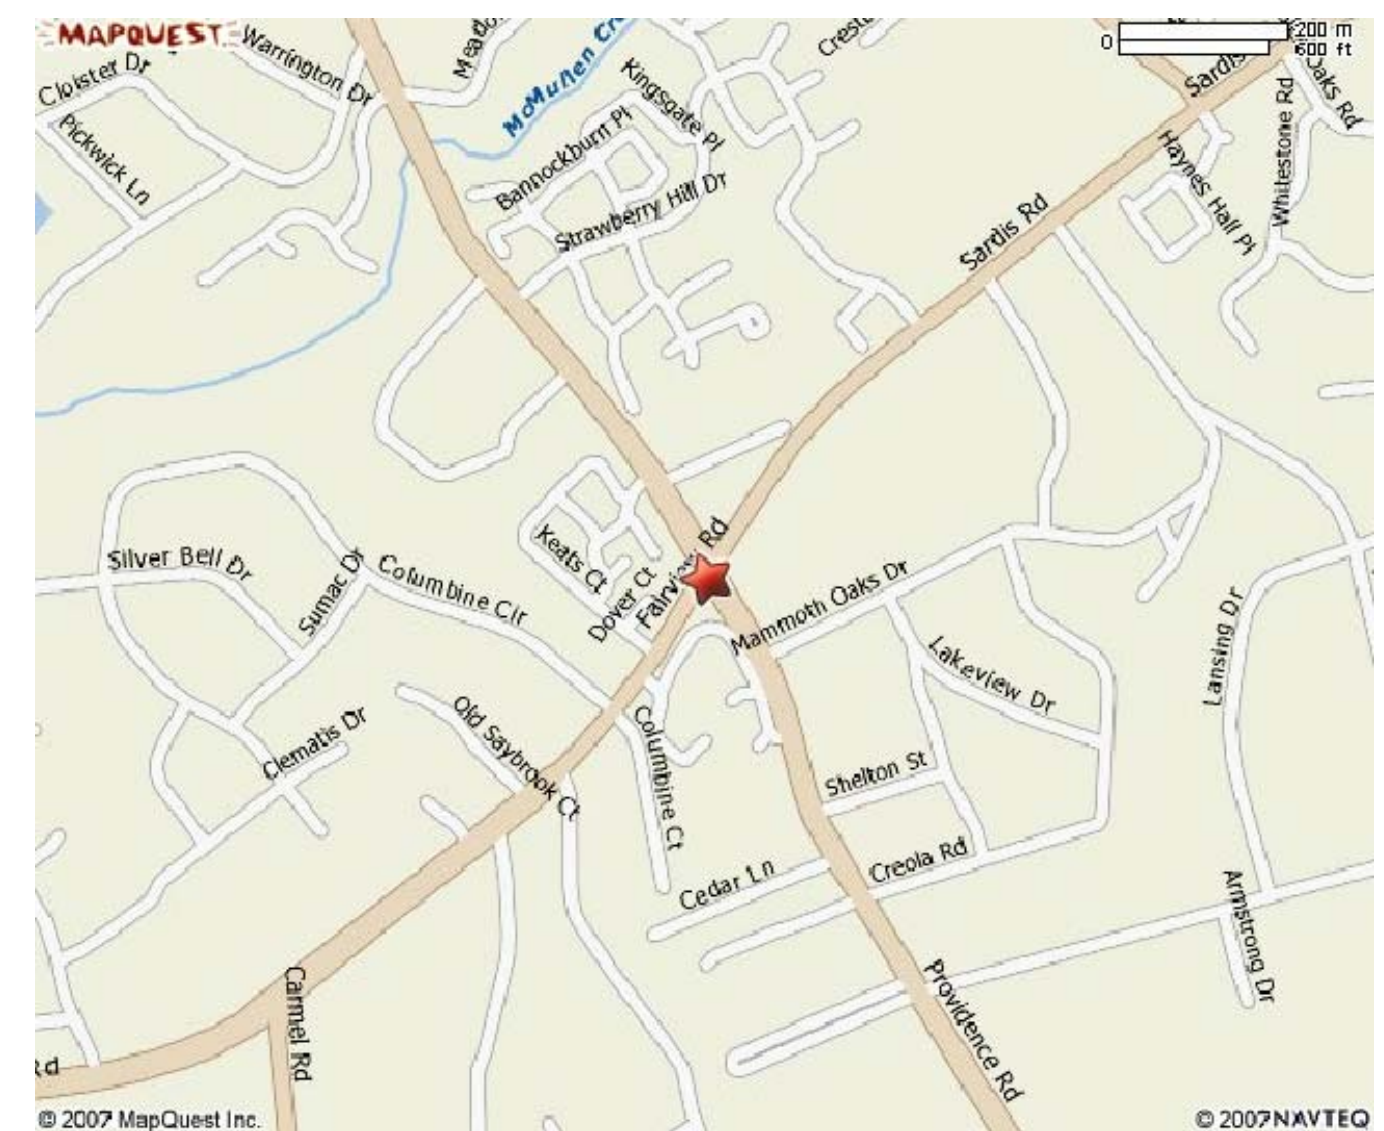 MAPQUEST
Warrington Dr
Meado
McMullen Cr
Crest
0
200 m
600 ft
Sardis
Oaks Rd
Cloister Dr
Kingsgate Pl
Pickwick Ln
Bannockburn Pl
Whitestone Rd
Haynes Hall Pl
Strawberry Hill Dr
Sardis Rd
Silver Bell Dr
Sumac Dr
Columbine Cir
Keats Ct
Dover Ct
Fairview Rd
Mammoth Oaks Dr
Lakeview Dr
Lansing Dr
Clematis Dr
Old Saybrook Ct
Columbine Ct
Shelton St
Cedar Ln
Creola Rd
Armstrong Dr
Carmel Rd
Providence Rd
Rd
© 2007 MapQuest Inc.
© 2007 NAVTEQ